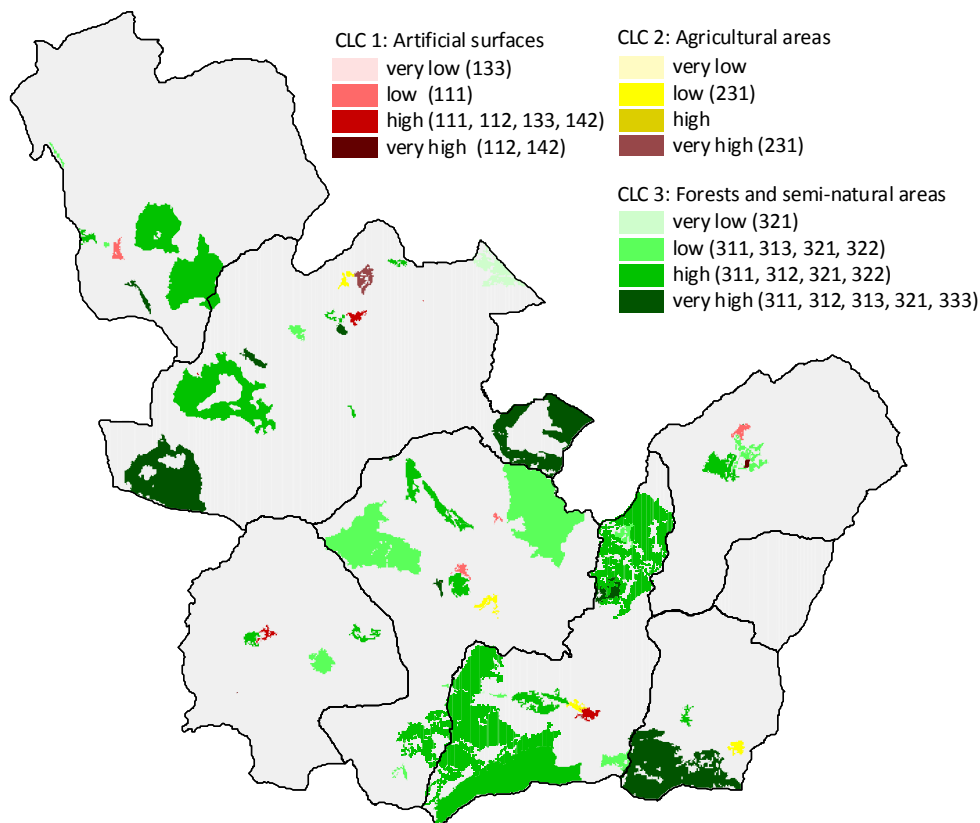 CLC 1: Artificial surfaces
very low (133)
low (111)
high (111, 112, 133, 142)
very high (112, 142)
CLC 2: Agricultural areas
very low
low (231)
high
very high (231)
CLC 3: Forests and semi-natural areas
very low (321)
low (311, 313, 321, 322)
high (311, 312, 321, 322)
very high (311, 312, 313, 321, 333)